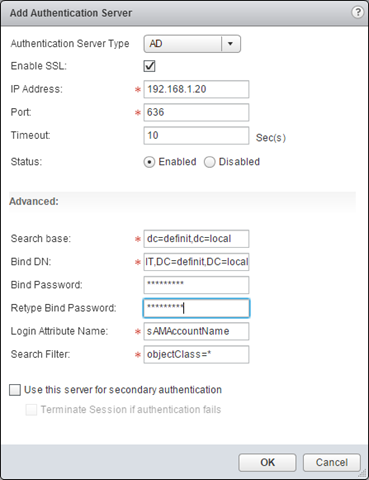 Add Authentication Server ?
Authentication Server Type AD
Enable SSL:
IP Address: * 192.168.1.20
Port: * 636
Timeout: 10 Sec(s)
Status: Enabled Disabled
Advanced:
Search base: * dc=definit,dc=local
Bind DN: * IT,DC=definit,DC=local
Bind Password: *********
Retype Bind Password: *********
Login Attribute Name: * sAMAccountName
Search Filter: * objectClass=*
Use this server for secondary authentication
Terminate Session if authentication fails
OK Cancel